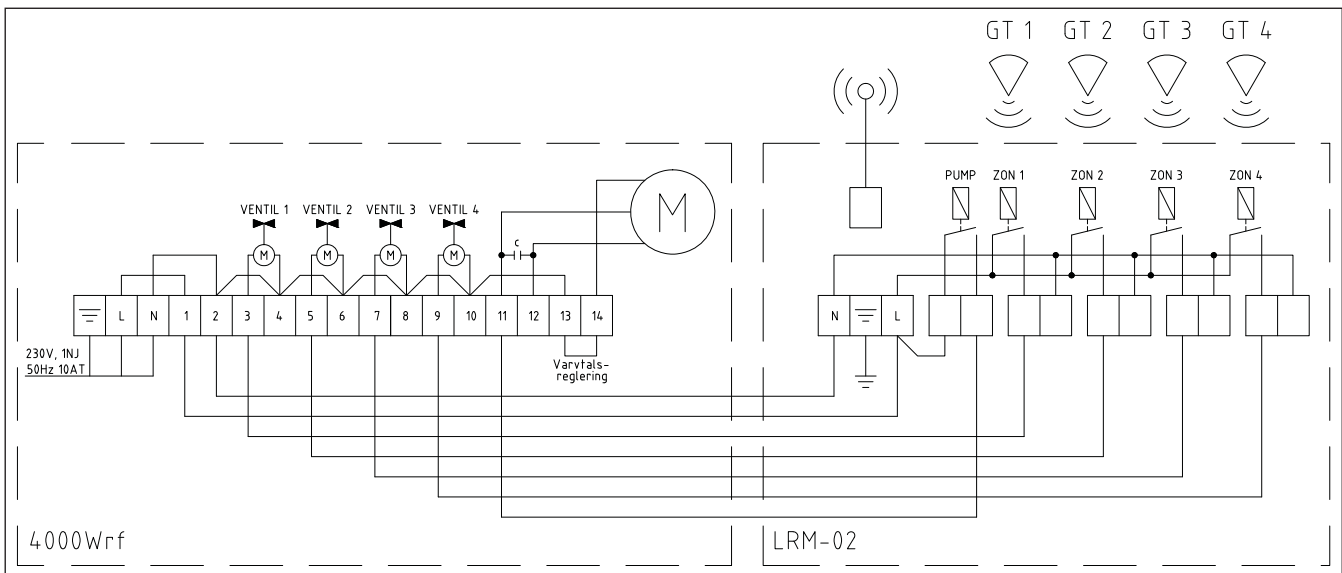 GT 1 GT 2 GT 3 GT 4
PUMP ZON 1 ZON 2 ZON 3 ZON 4
VENTIL 1 VENTIL 2 VENTIL 3 VENTIL 4
M
M M M M
c
L N 1 2 3 4 5 6 7 8 9 10 11 12 13 14
N L
230V, 1NJ
50Hz 10AT
Varvtals-
reglering
4000Wrf
LRM-02